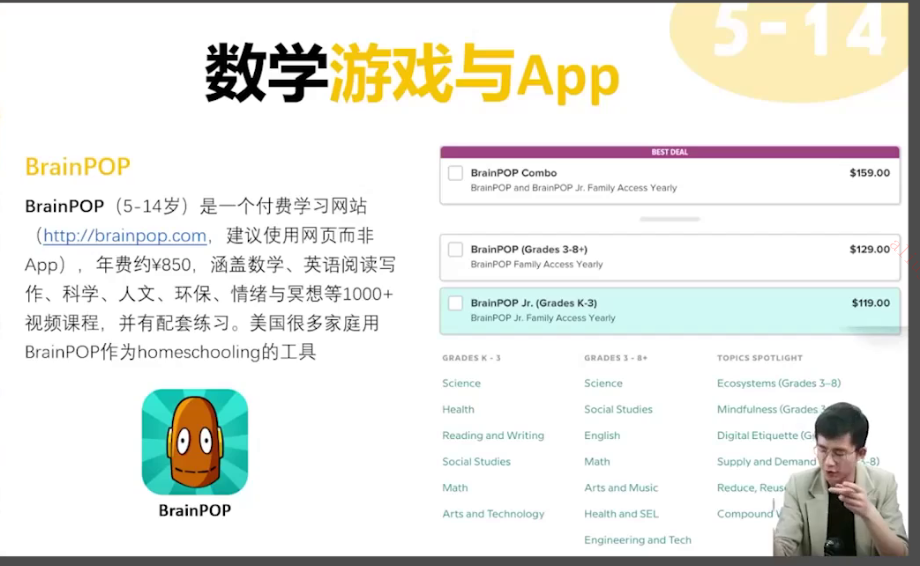 5-14
数学游戏与App
BrainPOP
BrainPOP（5-14岁）是一个付费学习网站
（http://brainpop.com，建议使用网页而非
App），年费约¥850，涵盖数学、英语阅读写
作、科学、人文、环保、情绪与冥想等1000+
视频课程，并有配套练习。美国很多家庭用
BrainPOP作为homeschooling的工具
BrainPOP
BEST DEAL
BrainPOP Combo $159.00
BrainPOP and BrainPOP Jr. Family Access Yearly
BrainPOP (Grades 3-8+) $129.00
BrainPOP Family Access Yearly
BrainPOP Jr. (Grades K-3) $119.00
BrainPOP Jr. Family Access Yearly
GRADES K - 3
Science
Health
Reading and Writing
Social Studies
Math
Arts and Technology
GRADES 3 - 8+
Science
Social Studies
English
Math
Arts and Music
Health and SEL
Engineering and Tech
TOPICS SPOTLIGHT
Ecosystems (Grades 3–8)
Mindfulness (Grades 3
Digital Etiquette
Supply and Demand -8)
Reduce,
Compound